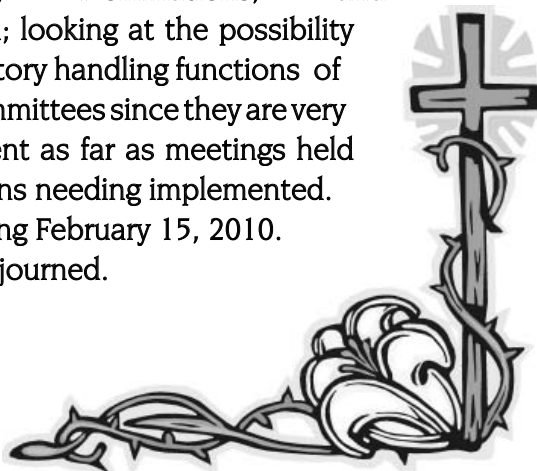 ; looking at the possibility
tory handling functions of
mmittees since they are very
ent as far as meetings held
ns needing implemented.
ng February 15, 2010.
journed.